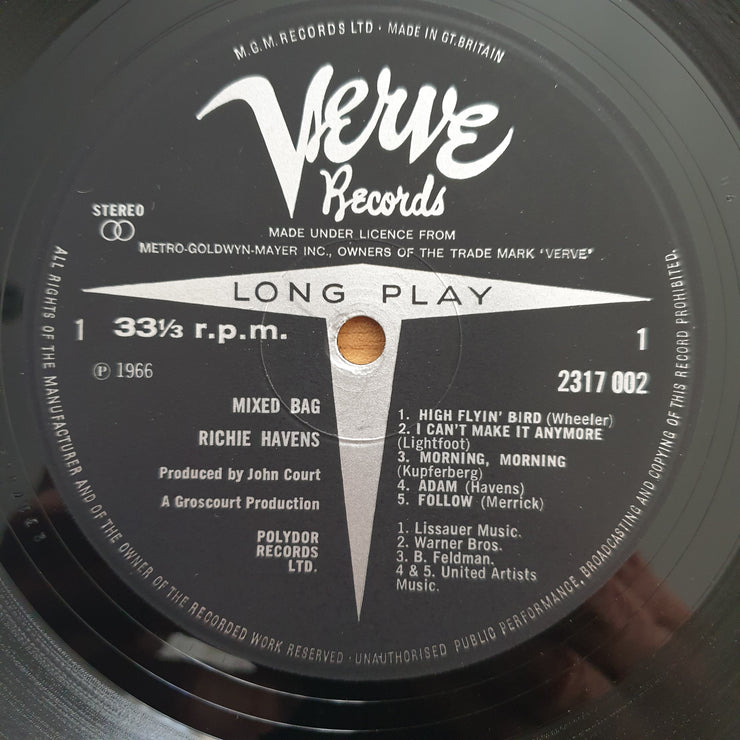 M.G.M. RECORDS LTD · MADE IN GT. BRITAIN
Verve
Records
STEREO
MADE UNDER LICENCE FROM
METRO-GOLDWYN-MAYER INC., OWNERS OF THE TRADE MARK "VERVE"
LONG PLAY
1 33⅓ r.p.m. 1
Ⓟ 1966
2317 002
MIXED BAG
RICHIE HAVENS
Produced by John Court
A Groscourt Production
POLYDOR
RECORDS
LTD.
1. HIGH FLYIN' BIRD (Wheeler)
2. I CAN'T MAKE IT ANYMORE
(Lightfoot)
3. MORNING, MORNING
(Kupferberg)
4. ADAM (Havens)
5. FOLLOW (Merrick)
1. Lissauer Music.
2. Warner Bros.
3. B. Feldman.
4 & 5. United Artists
Music.
ALL RIGHTS OF THE MANUFACTURER AND OF THE OWNER OF THE RECORDED WORK RESERVED · UNAUTHORISED PUBLIC PERFORMANCE, BROADCASTING AND COPYING OF THIS RECORD PROHIBITED.